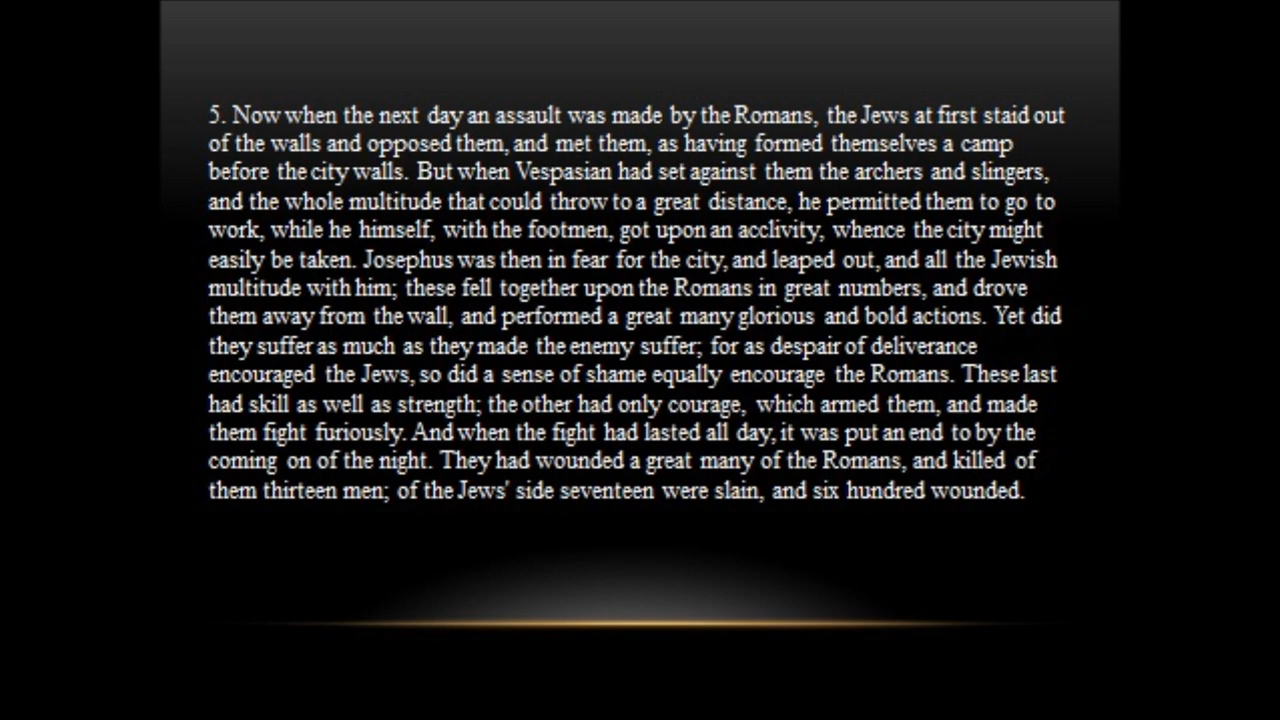 5. Now when the next day an assault was made by the Romans, the Jews at first staid out
of the walls and opposed them, and met them, as having formed themselves a camp
before the city walls. But when Vespasian had set against them the archers and slingers,
and the whole multitude that could throw to a great distance, he permitted them to go to
work, while he himself, with the footmen, got upon an acclivity, whence the city might
easily be taken. Josephus was then in fear for the city, and leaped out, and all the Jewish
multitude with him; these fell together upon the Romans in great numbers, and drove
them away from the wall, and performed a great many glorious and bold actions. Yet did
they suffer as much as they made the enemy suffer; for as despair of deliverance
encouraged the Jews, so did a sense of shame equally encourage the Romans. These last
had skill as well as strength; the other had only courage, which armed them, and made
them fight furiously. And when the fight had lasted all day, it was put an end to by the
coming on of the night. They had wounded a great many of the Romans, and killed of
them thirteen men; of the Jews' side seventeen were slain, and six hundred wounded.